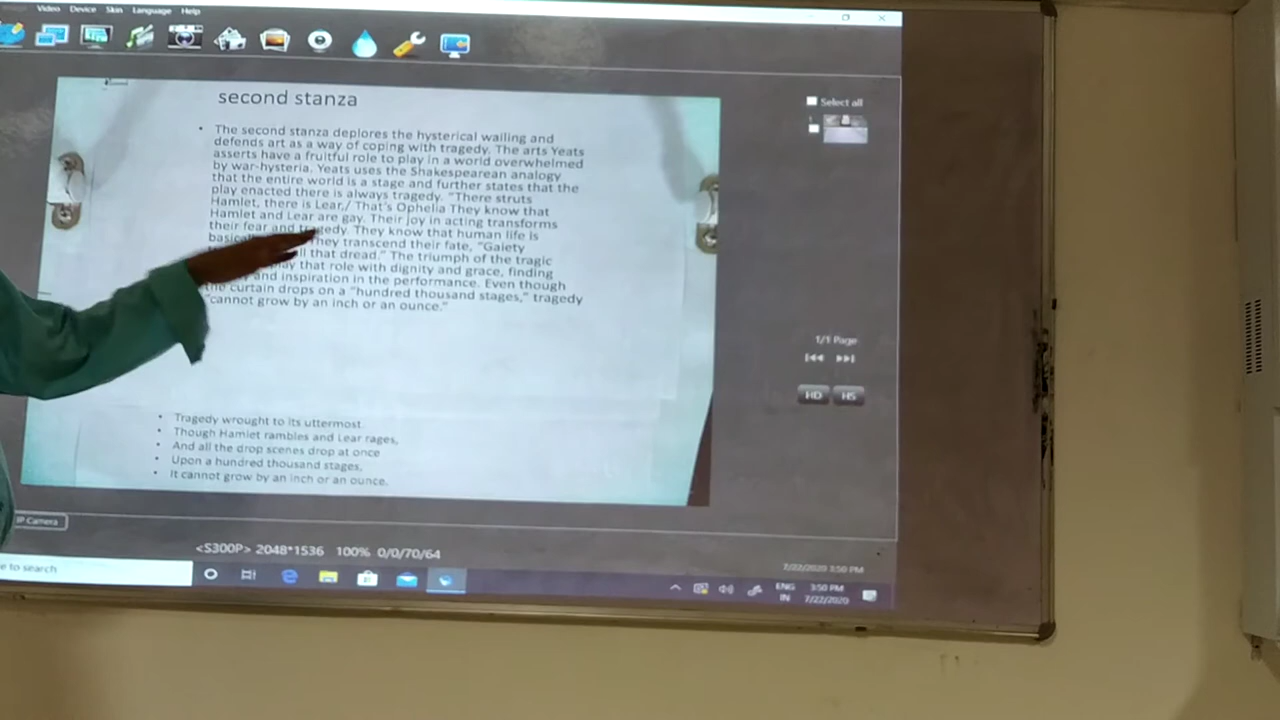 Video Device Skin Language Help
second stanza
Select all
• The second stanza deplores the hysterical wailing and
defends art as a way of coping with tragedy. The arts Yeats
asserts have a fruitful role to play in a world overwhelmed
by war-hysteria. Yeats uses the Shakespearean analogy
that the entire world is a stage and further states that the
play enacted there is always tragedy. "There struts
Hamlet, there is Lear,/ That's Ophelia They know that
Hamlet and Lear are gay. Their joy in acting transforms
their fear and tragedy. They know that human life is
They transcend their fate, "Gaiety
all that dread." The triumph of the tragic
play that role with dignity and grace, finding
and inspiration in the performance. Even though
the curtain drops on a "hundred thousand stages," tragedy
"cannot grow by an inch or an ounce."
1/1 Page
HD HS
• Tragedy wrought to its uttermost.
• Though Hamlet rambles and Lear rages,
• And all the drop scenes drop at once
• Upon a hundred thousand stages,
• It cannot grow by an inch or an ounce.
IP Camera
<S300P> 2048*1536 100% 0/0/70/64
7/22/2020 3:50 PM
e to search
ENG
IN
3:50 PM
7/22/2020